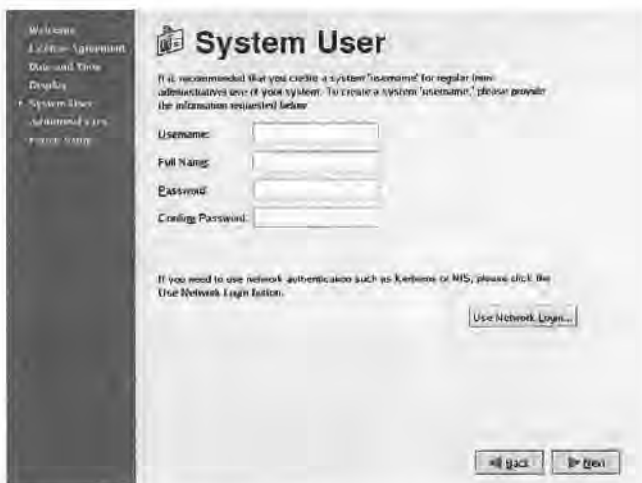 Welcome
License Agreement
Date and Time
Display
System User
Additional CDs
Finish Setup
System User
It is recommended that you create a system 'username' for regular (non-
administrative) use of your system. To create a system 'username,' please provide
the information requested below.
Username:
Full Name:
Password:
Confirm Password:
If you need to use network authentication such as Kerberos or NIS, please click the
Use Network Login button.
Use Network Login...
Back
Next